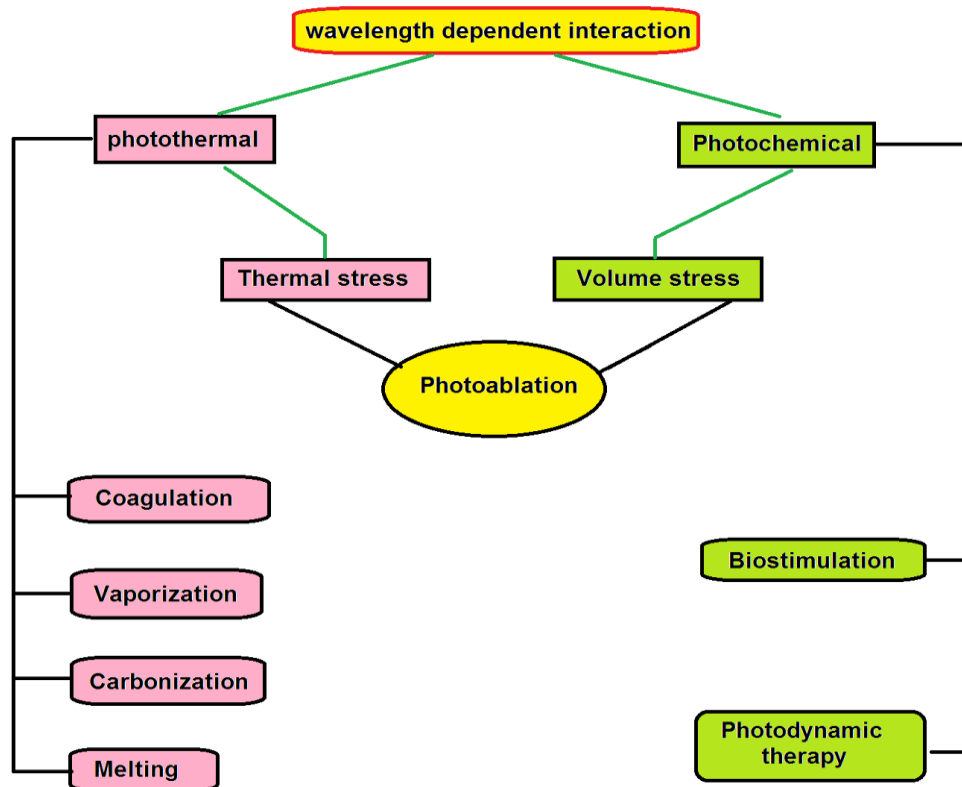 wavelength dependent interaction
photothermal
Photochemical
Thermal stress
Volume stress
Photoablation
Coagulation
Biostimulation
Vaporization
Carbonization
Photodynamic
therapy
Melting